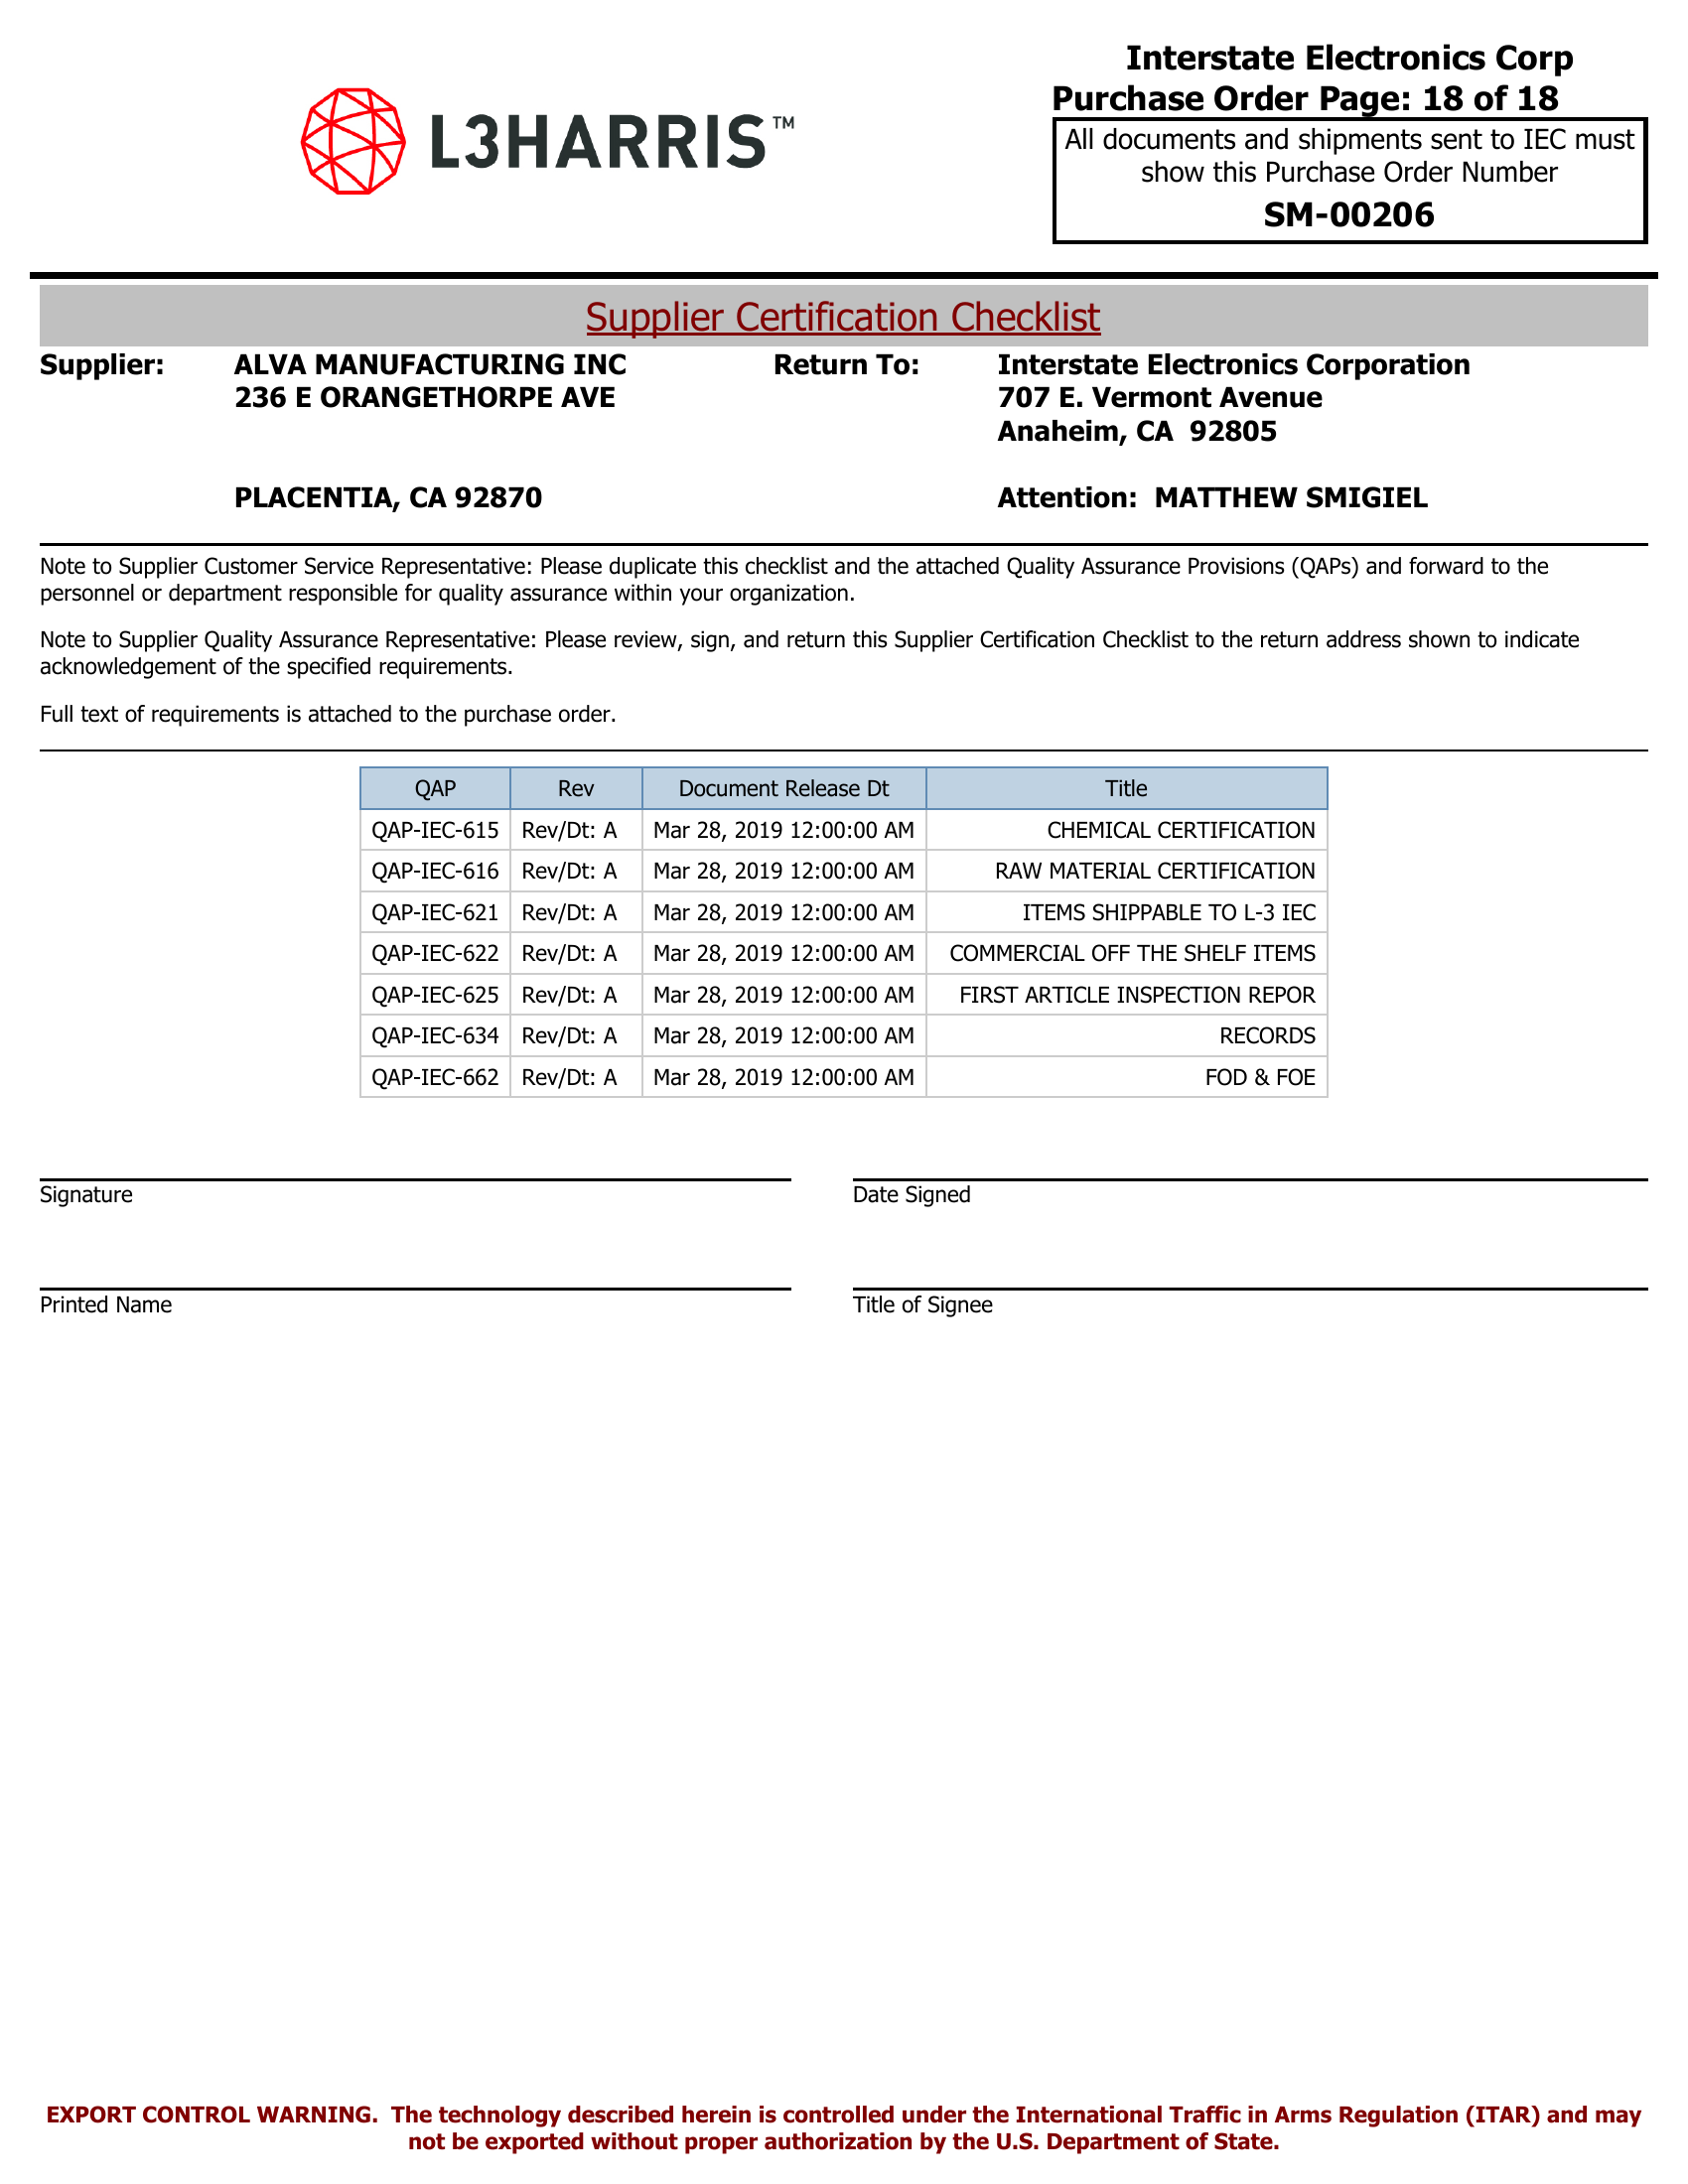 L3HARRIS™
Interstate Electronics Corp
Purchase Order Page: 18 of 18
All documents and shipments sent to IEC must
show this Purchase Order Number
SM-00206
Supplier Certification Checklist
Supplier: ALVA MANUFACTURING INC Return To: Interstate Electronics Corporation
236 E ORANGETHORPE AVE 707 E. Vermont Avenue
Anaheim, CA 92805
PLACENTIA, CA 92870 Attention: MATTHEW SMIGIEL
Note to Supplier Customer Service Representative: Please duplicate this checklist and the attached Quality Assurance Provisions (QAPs) and forward to the
personnel or department responsible for quality assurance within your organization.
Note to Supplier Quality Assurance Representative: Please review, sign, and return this Supplier Certification Checklist to the return address shown to indicate
acknowledgement of the specified requirements.
Full text of requirements is attached to the purchase order.
QAP Rev Document Release Dt Title
QAP-IEC-615 Rev/Dt: A Mar 28, 2019 12:00:00 AM CHEMICAL CERTIFICATION
QAP-IEC-616 Rev/Dt: A Mar 28, 2019 12:00:00 AM RAW MATERIAL CERTIFICATION
QAP-IEC-621 Rev/Dt: A Mar 28, 2019 12:00:00 AM ITEMS SHIPPABLE TO L-3 IEC
QAP-IEC-622 Rev/Dt: A Mar 28, 2019 12:00:00 AM COMMERCIAL OFF THE SHELF ITEMS
QAP-IEC-625 Rev/Dt: A Mar 28, 2019 12:00:00 AM FIRST ARTICLE INSPECTION REPOR
QAP-IEC-634 Rev/Dt: A Mar 28, 2019 12:00:00 AM RECORDS
QAP-IEC-662 Rev/Dt: A Mar 28, 2019 12:00:00 AM FOD & FOE
Signature Date Signed
Printed Name Title of Signee
EXPORT CONTROL WARNING. The technology described herein is controlled under the International Traffic in Arms Regulation (ITAR) and may
not be exported without proper authorization by the U.S. Department of State.